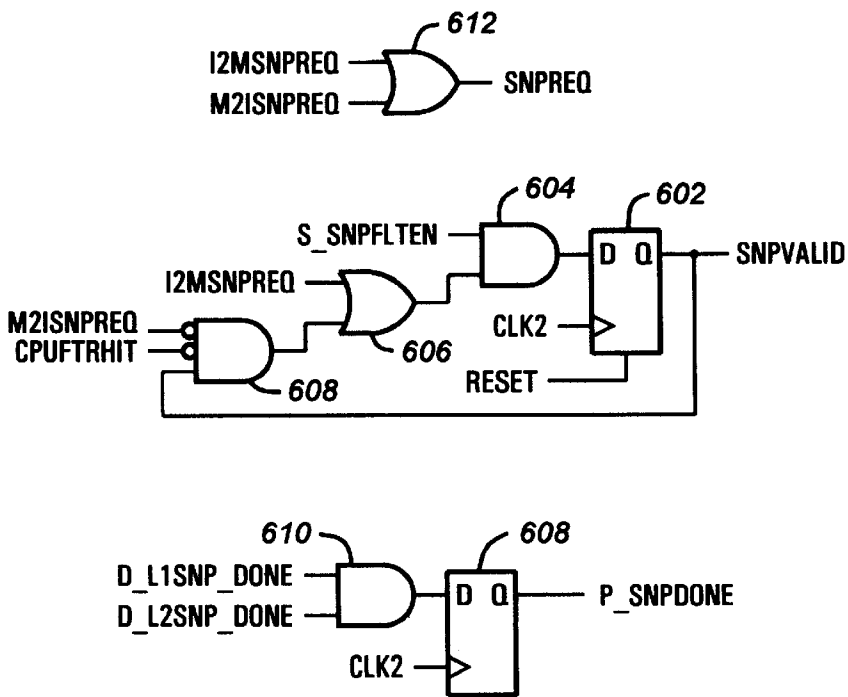 612
I2MSNPREQ
M2ISNPREQ
SNPREQ
604
602
S_SNPFLTEN
D Q
SNPVALID
I2MSNPREQ
M2ISNPREQ
CPUFTRHIT
606
CLK2
608
RESET
610
608
D_L1SNP_DONE
D_L2SNP_DONE
D Q
P_SNPDONE
CLK2